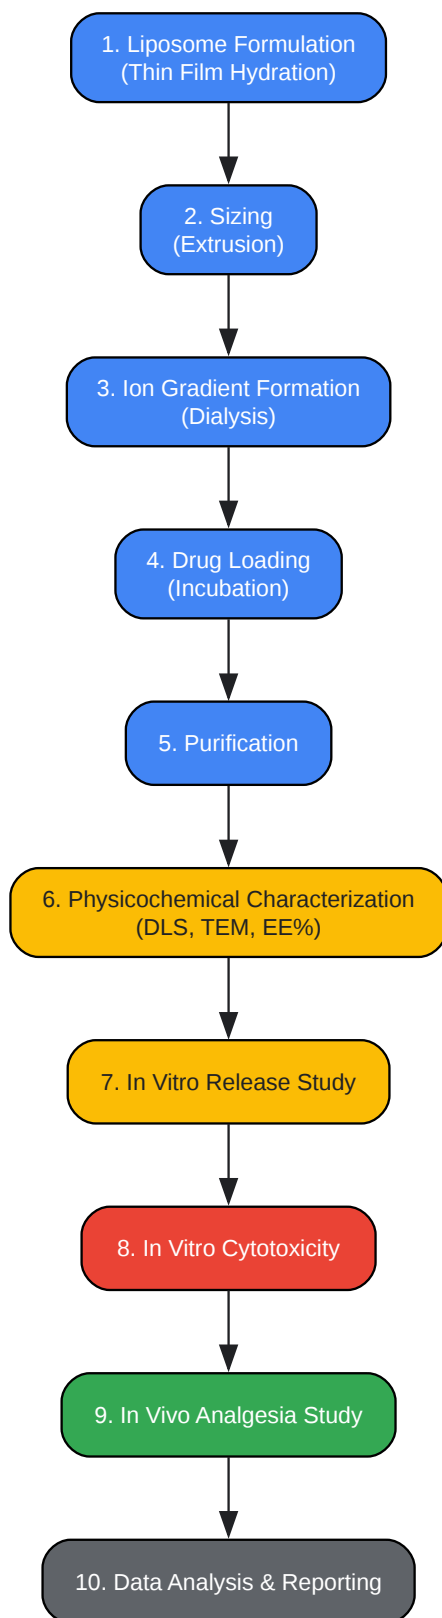 1. Liposome Formulation
(Thin Film Hydration)
2. Sizing
(Extrusion)
3. Ion Gradient Formation
(Dialysis)
4. Drug Loading
(Incubation)
5. Purification
6. Physicochemical Characterization
(DLS, TEM, EE%)
7. In Vitro Release Study
8. In Vitro Cytotoxicity
9. In Vivo Analgesia Study
10. Data Analysis & Reporting